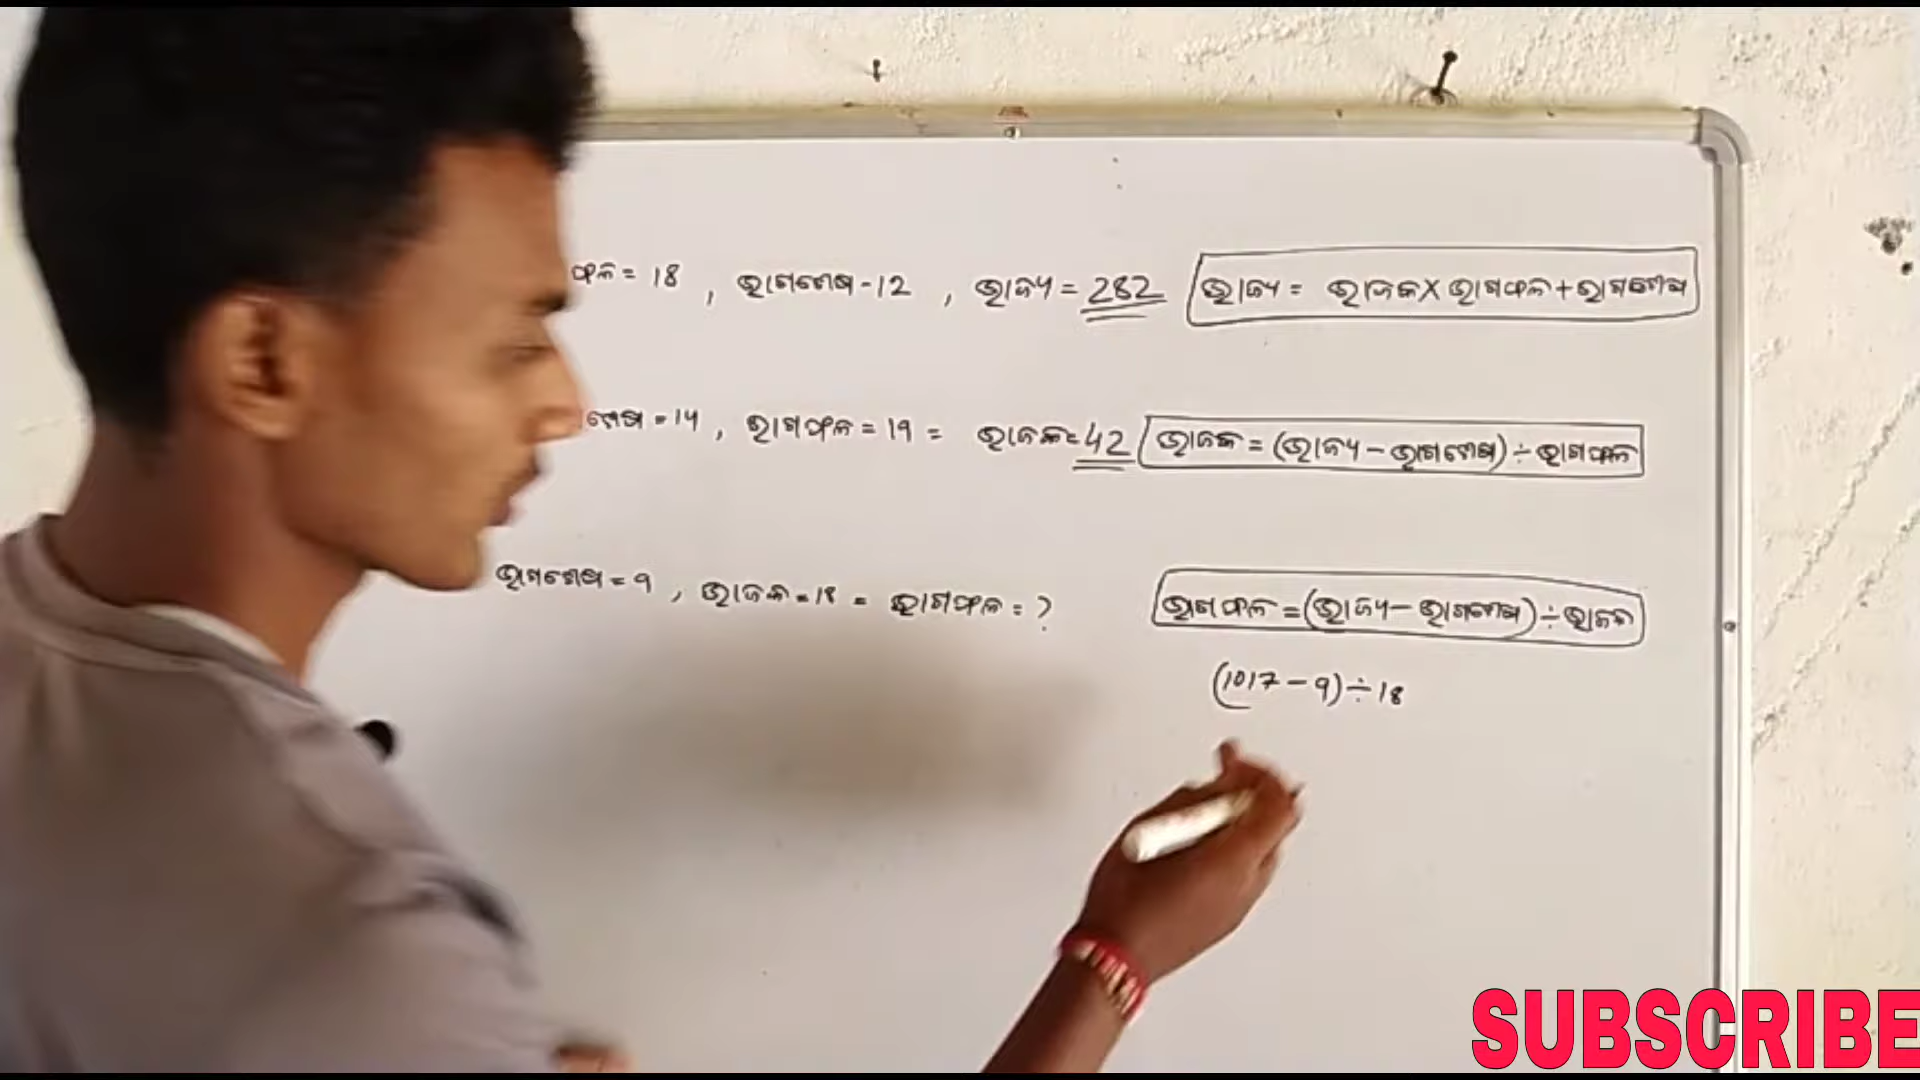 ଫଳ = 18 , ଭାଗଶେଷ - 12 , ଭାଜ୍ୟ = 282 ଭାଜ୍ୟ = ଭାଜକ X ଭାଗଫଳ + ଭାଗଶେଷ
ଶେଷ = 14 , ଭାଗଫଳ = 19 = ଭାଜକ = 42 ଭାଜକ = (ଭାଜ୍ୟ - ଭାଗଶେଷ) ÷ ଭାଗଫଳ
ଭାଗଶେଷ = 9 , ଭାଜକ = 18 = ଭାଗଫଳ = ? ଭାଗଫଳ = (ଭାଜ୍ୟ - ଭାଗଶେଷ) ÷ ଭାଜକ
(1017 - 9) ÷ 18
SUBSCRIBE